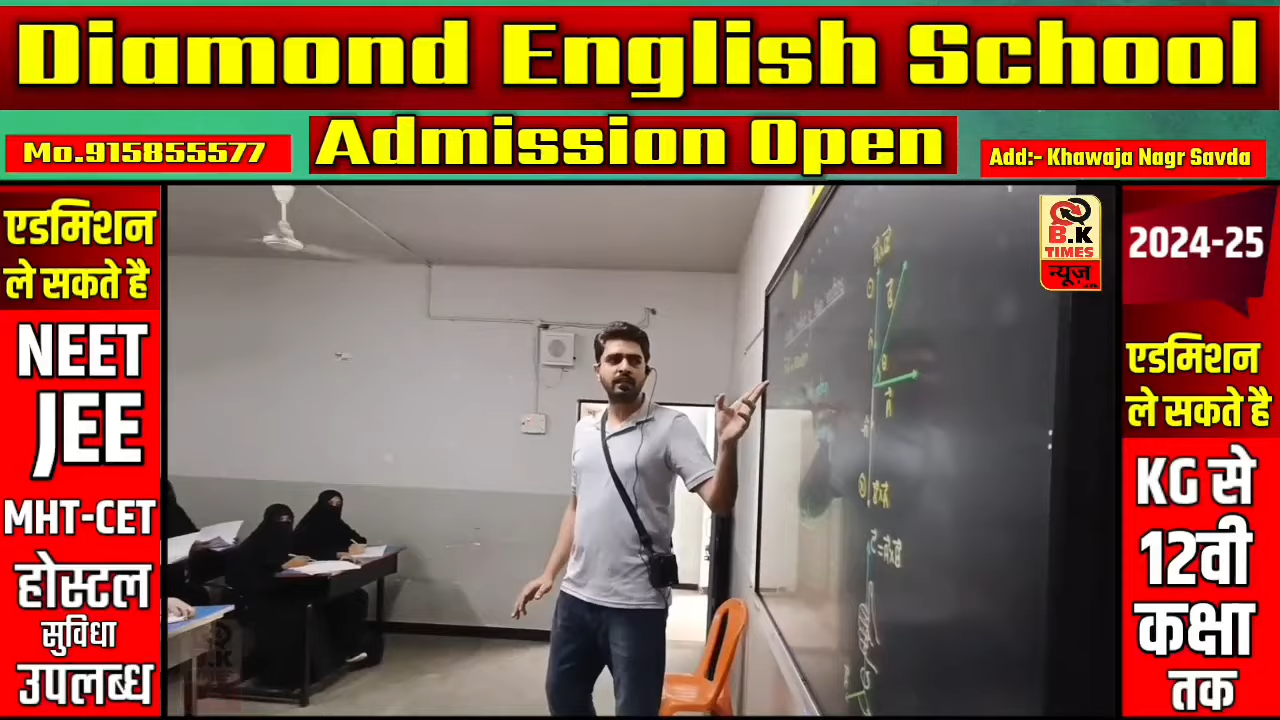 Diamond English School
Admission Open
Mo.915855577
Add:- Khawaja Nagr Savda
एडमिशन
ले सकते है
NEET
JEE
MHT-CET
होस्टल
सुविधा
उपलब्ध
B.K
TIMES
न्यूज़
2024-25
एडमिशन
ले सकते है
KG से
12वी
कक्षा
तक
B.K